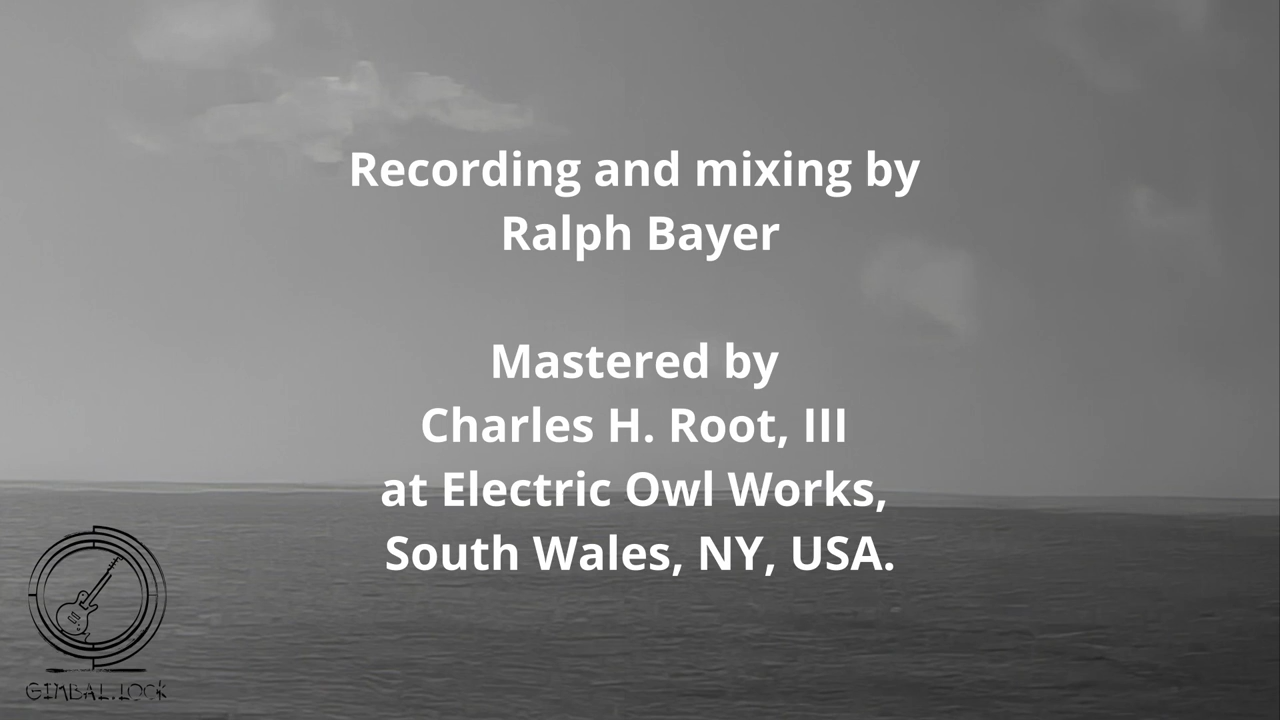 Recording and mixing by
Ralph Bayer
Mastered by
Charles H. Root, III
at Electric Owl Works,
South Wales, NY, USA.
GIMBAL.LOCK